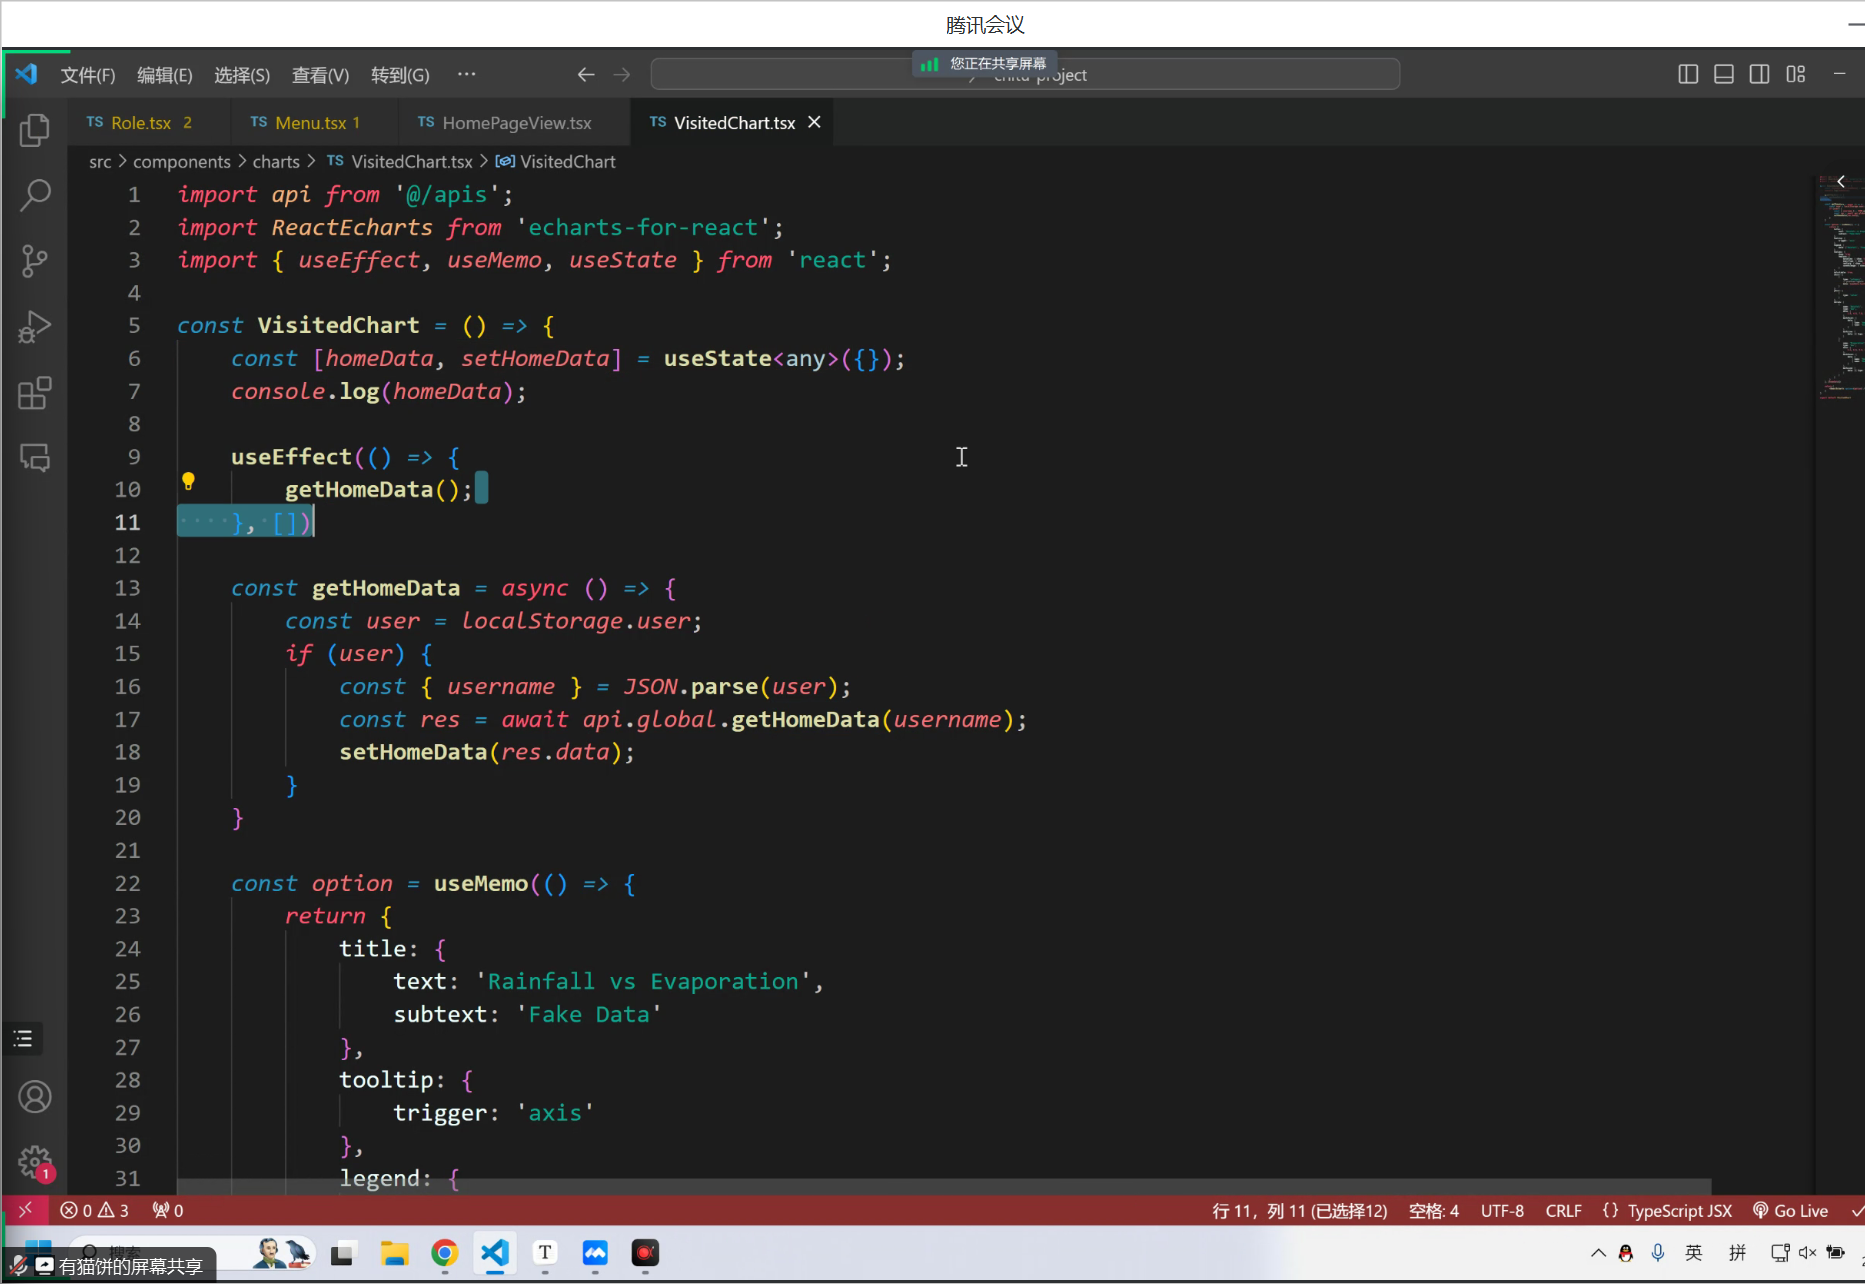 腾讯会议
文件(F) 编辑(E) 选择(S) 查看(V) 转到(G) ···
您正在共享屏幕
chitu-project
TS Role.tsx 2 TS Menu.tsx 1 TS HomePageView.tsx TS VisitedChart.tsx
src > components > charts > TS VisitedChart.tsx > VisitedChart
1 import api from '@/apis';
2 import ReactEcharts from 'echarts-for-react';
3 import { useEffect, useMemo, useState } from 'react';
4
5 const VisitedChart = () => {
6 const [homeData, setHomeData] = useState<any>({});
7 console.log(homeData);
8
9 useEffect(() => {
10 getHomeData();
11 }, [])
12
13 const getHomeData = async () => {
14 const user = localStorage.user;
15 if (user) {
16 const { username } = JSON.parse(user);
17 const res = await api.global.getHomeData(username);
18 setHomeData(res.data);
19 }
20 }
21
22 const option = useMemo(() => {
23 return {
24 title: {
25 text: 'Rainfall vs Evaporation',
26 subtext: 'Fake Data'
27 },
28 tooltip: {
29 trigger: 'axis'
30 },
31 legend: {
1
0 3 0 行 11，列 11 (已选择12) 空格: 4 UTF-8 CRLF {} TypeScript JSX Go Live
搜索
T
英 拼
有猫饼的屏幕共享